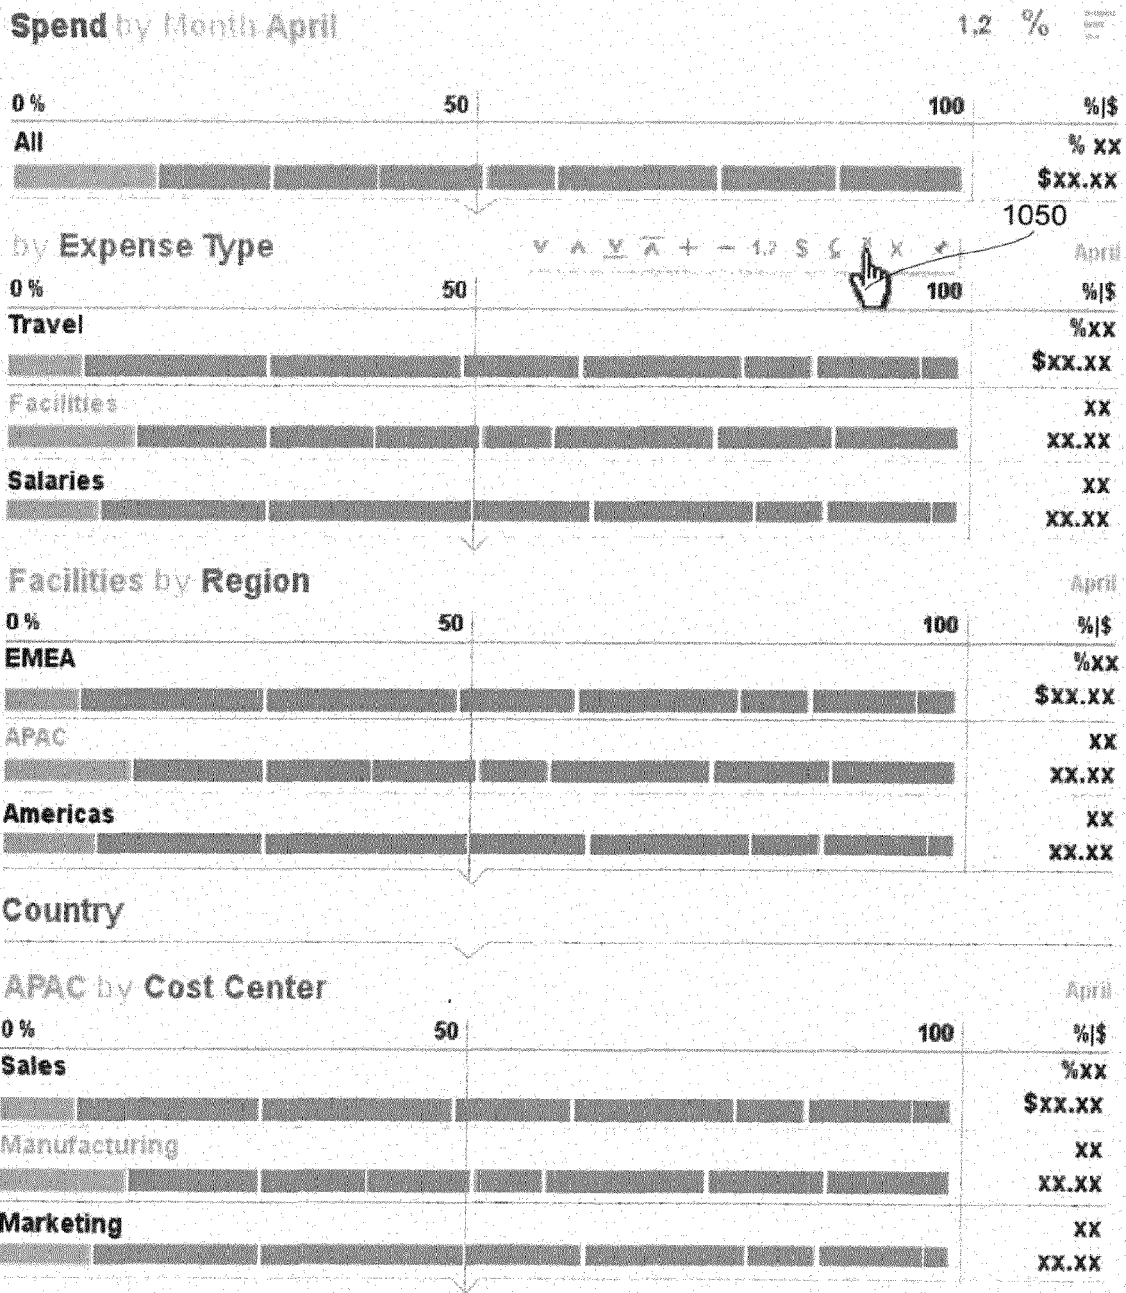 Spend by Month April 1,2 %
0 % 50 100 %|$
All % xx
$xx.xx
1050
by Expense Type + − 1.2 $ X April
0 % 50 100 %|$
Travel %xx
$xx.xx
Facilities xx
xx.xx
Salaries xx
xx.xx
Facilities by Region April
0 % 50 100 %|$
EMEA %xx
$xx.xx
APAC xx
xx.xx
Americas xx
xx.xx
Country
APAC by Cost Center April
0 % 50 100 %|$
Sales %xx
$xx.xx
Manufacturing xx
xx.xx
Marketing xx
xx.xx